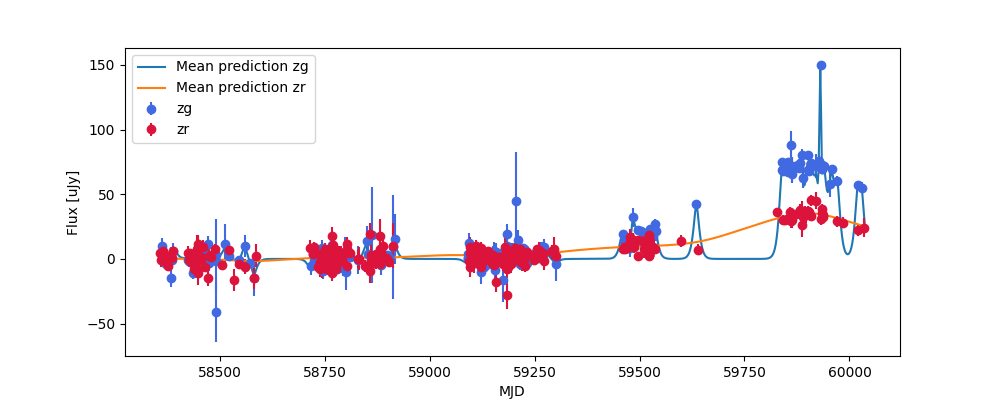 Mean prediction zg
Mean prediction zr
zg
zr
Flux [uJy]
150
100
50
0
−50
58500
58750
59000
59250
59500
59750
60000
MJD